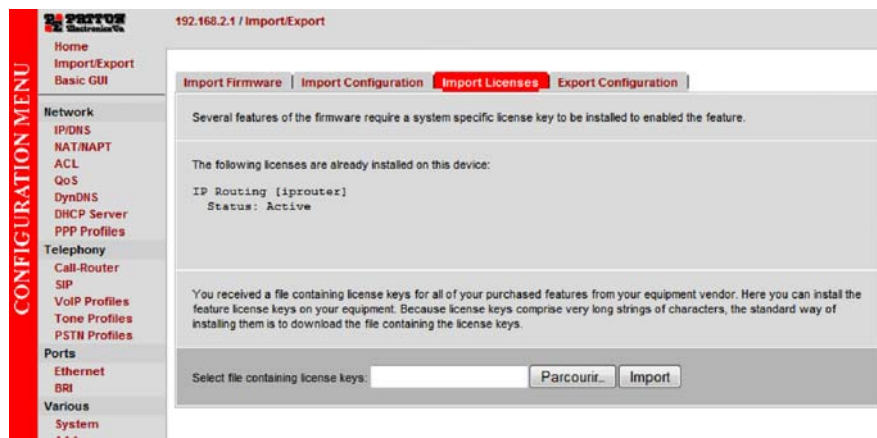 CONFIGURATION MENU
PATTON
Electronics Co.
Home
Import/Export
Basic GUI
Network
IP/DNS
NAT/NAPT
ACL
QoS
DynDNS
DHCP Server
PPP Profiles
Telephony
Call-Router
SIP
VoIP Profiles
Tone Profiles
PSTN Profiles
Ports
Ethernet
BRI
Various
System
192.168.2.1 / Import/Export
Import Firmware | Import Configuration Import Licenses Export Configuration |
Several features of the firmware require a system specific license key to be installed to enabled the feature.
The following licenses are already installed on this device:
IP Routing [iprouter]
Status: Active
You received a file containing license keys for all of your purchased features from your equipment vendor. Here you can install the
feature license keys on your equipment. Because license keys comprise very long strings of characters, the standard way of
installing them is to download the file containing the license keys.
Select file containing license keys: Parcourir... Import